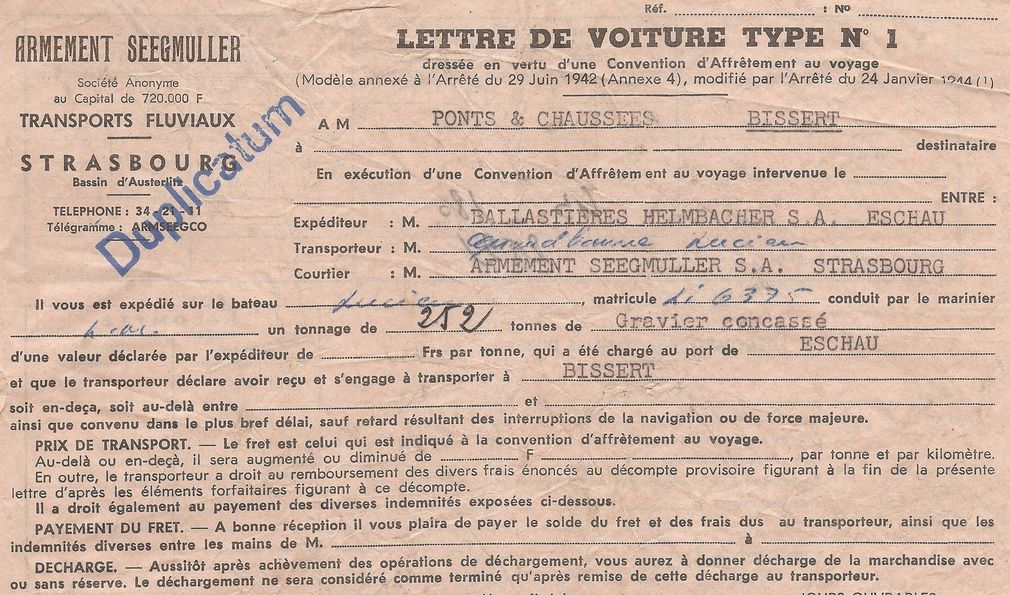 Réf. : No
ARMEMENT SEEGMULLER
Société Anonyme
au Capital de 720.000 F
TRANSPORTS FLUVIAUX
STRASBOURG
Bassin d'Austerlitz
TELEPHONE : 34-21-11
Télégramme : ARMSEEGCO
Duplicatum
LETTRE DE VOITURE TYPE N° 1
dressée en vertu d'une Convention d'Affrêtement au voyage
(Modèle annexé à l'Arrêté du 29 Juin 1942 (Annexe 4), modifié par l'Arrêté du 24 Janvier 1944 (1)
A M PONTS & CHAUSSEES BISSERT
à destinataire
En exécution d'une Convention d'Affrêtement au voyage intervenue le
ENTRE :
Expéditeur : M. BALLASTIÈRES HELMBACHER S.A. ESCHAU
Transporteur : M. Lucien
Courtier : M. ARMEMENT SEEGMULLER S.A. STRASBOURG
Il vous est expédié sur le bateau Lucien, matricule Li 6375 conduit par le marinier
un tonnage de 252 tonnes de Gravier concassé
d'une valeur déclarée par l'expéditeur de Frs par tonne, qui a été chargé au port de ESCHAU
et que le transporteur déclare avoir reçu et s'engage à transporter à BISSERT
soit en-deça, soit au-delà entre et
ainsi que convenu dans le plus bref délai, sauf retard résultant des interruptions de la navigation ou de force majeure.
PRIX DE TRANSPORT. — Le fret est celui qui est indiqué à la convention d'affrêtement au voyage.
Au-delà ou en-deçà, il sera augmenté ou diminué de F , par tonne et par kilomètre.
En outre, le transporteur a droit au remboursement des divers frais énoncés au décompte provisoire figurant à la fin de la présente
lettre d'après les éléments forfaitaires figurant à ce décompte.
Il a droit également au payement des diverses indemnités exposées ci-dessous.
PAYEMENT DU FRET. — A bonne réception il vous plaira de payer le solde du fret et des frais dus au transporteur, ainsi que les
indemnités diverses entre les mains de M. à
DECHARGE. — Aussitôt après achèvement des opérations de déchargement, vous aurez à donner décharge de la marchandise avec
ou sans réserve. Le déchargement ne sera considéré comme terminé qu'après remise de cette décharge au transporteur.